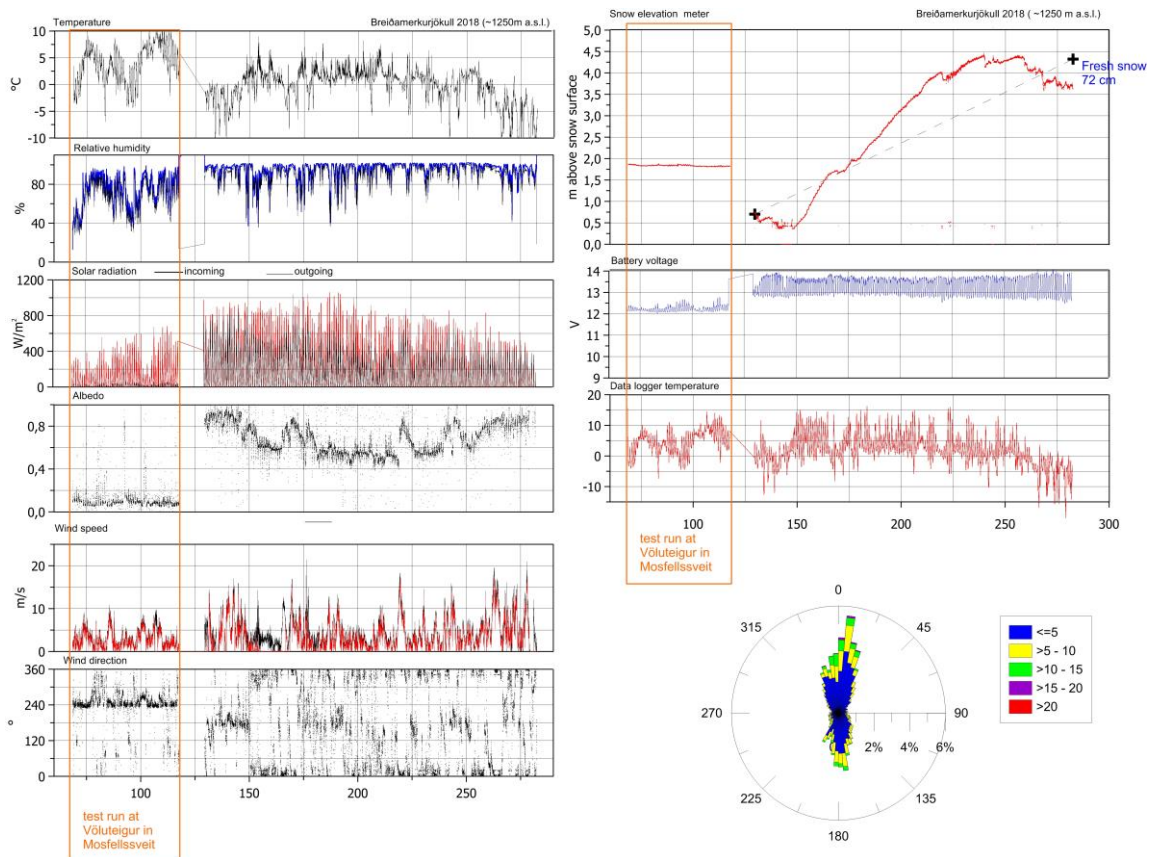 Temperature
Breiðamerkurjökull 2018 (~1250m a.s.l.)
10
5
0
-5
-10
°C
Relative humidity
80
40
0
%
Solar radiation
incoming
outgoing
1200
800
400
0
W/m²
Albedo
0,8
0,4
0,0
Wind speed
20
10
0
m/s
Wind direction
360
240
120
0
°
100
150
200
250
test run at
Völuteigur in
Mosfellssveit
Snow elevation meter
Breiðamerkurjökull 2018 ( ~1250 m a.s.l.)
5,0
4,5
4,0
3,5
3,0
2,5
2,0
1,5
1,0
0,5
0,0
m above snow surface
Fresh snow
72 cm
Battery voltage
14
13
12
11
10
9
V
Data logger temperature
20
10
0
-10
°C
100
150
200
250
300
test run at
Völuteigur in
Mosfellssveit
0
45
90
135
180
225
270
315
2%
4%
6%
<=5
>5 - 10
>10 - 15
>15 - 20
>20